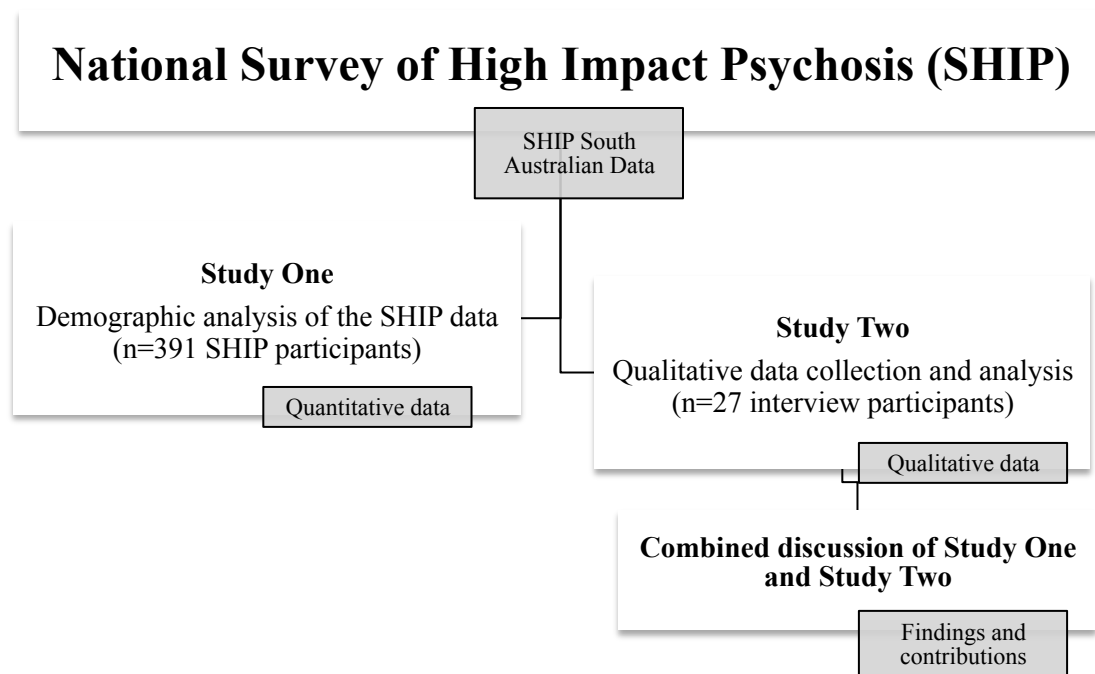 National Survey of High Impact Psychosis (SHIP)
SHIP South
Australian Data
Study One
Demographic analysis of the SHIP data
(n=391 SHIP participants)
Quantitative data
Study Two
Qualitative data collection and analysis
(n=27 interview participants)
Qualitative data
Combined discussion of Study One
and Study Two
Findings and
contributions